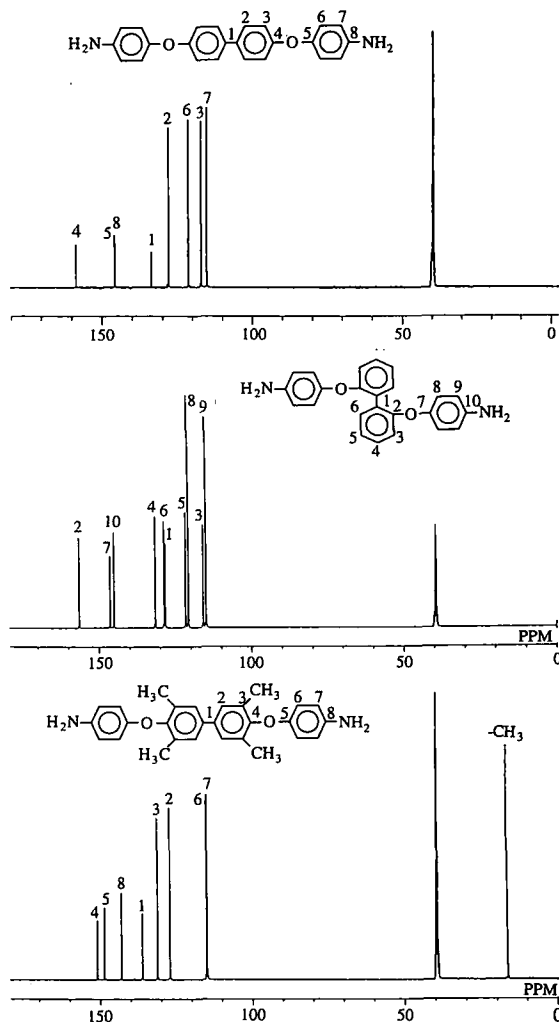 H2N O O NH2
1 2 3 4 5 6 7 8
4 5 8 1 2 6 3 7
150 100 50 0
H2N O O NH2
1 2 3 4 5 6 7 8 9 10
2 7 10 4 6 1 5 8 3 9
PPM
150 100 50 0
H3C CH3
H2N O O NH2
H3C CH3
1 2 3 4 5 6 7 8
4 5 8 1 3 2 6 7 -CH3
PPM
150 100 50 0